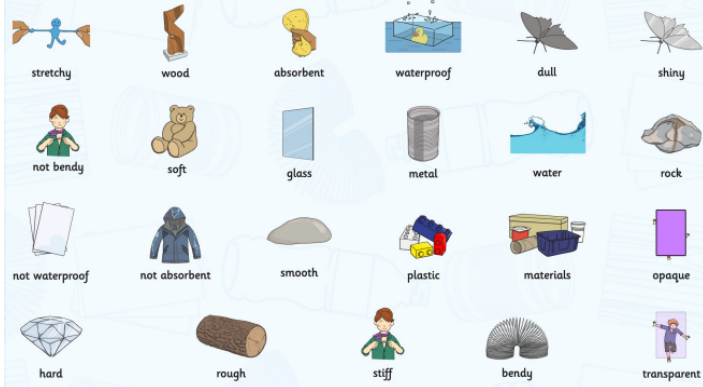 stretchy wood absorbent waterproof dull shiny
not bendy soft glass metal water rock
not waterproof not absorbent smooth plastic materials opaque
hard rough stiff bendy transparent